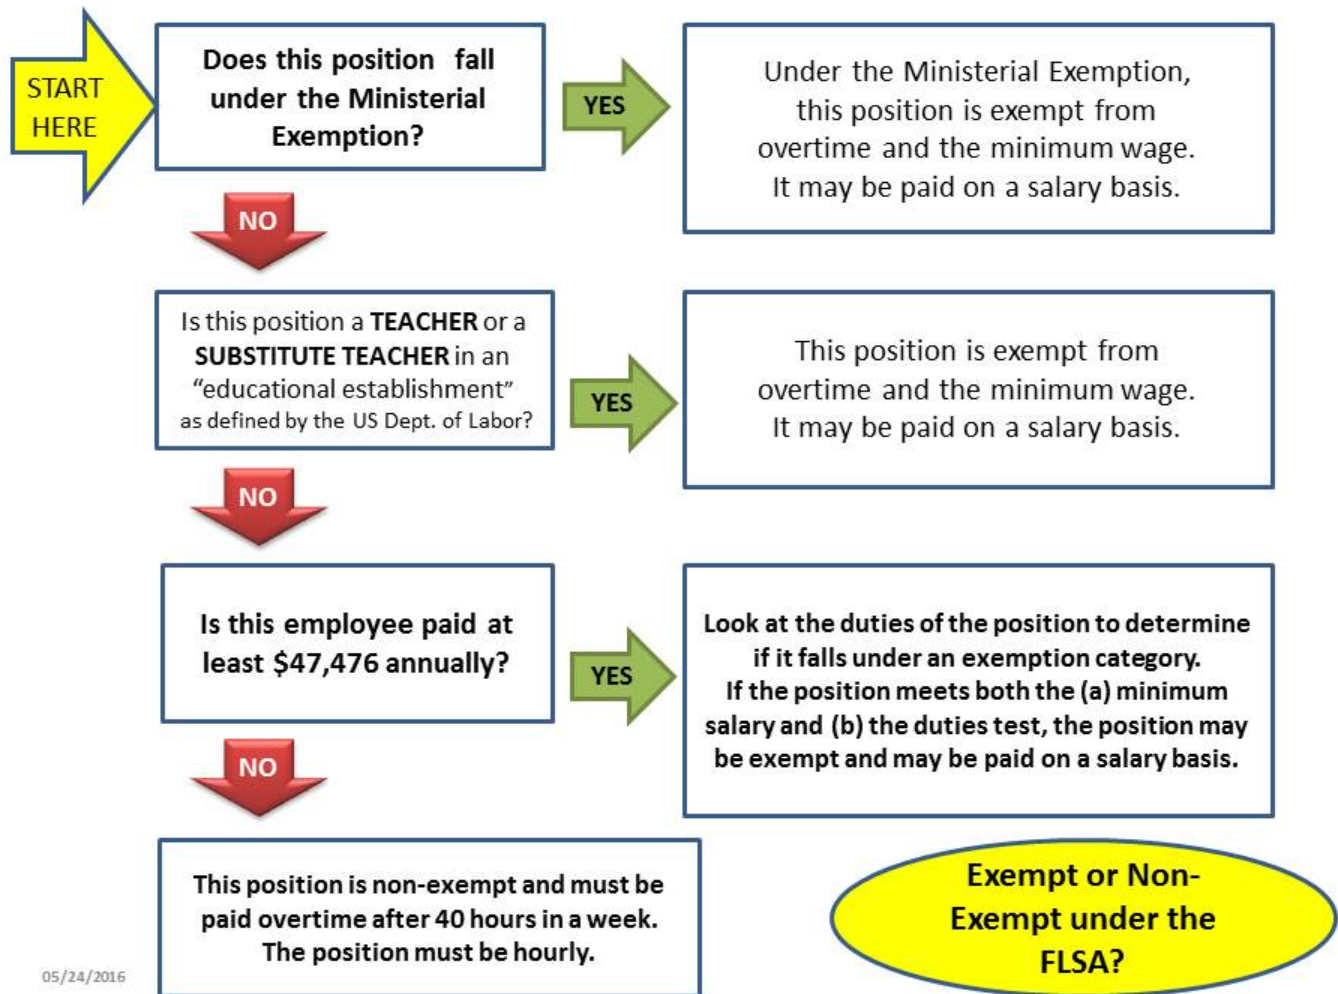 START
HERE
Does this position fall
under the Ministerial
Exemption?
YES
Under the Ministerial Exemption,
this position is exempt from
overtime and the minimum wage.
It may be paid on a salary basis.
NO
Is this position a TEACHER or a
SUBSTITUTE TEACHER in an
“educational establishment”
as defined by the US Dept. of Labor?
YES
This position is exempt from
overtime and the minimum wage.
It may be paid on a salary basis.
NO
Is this employee paid at
least $47,476 annually?
YES
Look at the duties of the position to determine
if it falls under an exemption category.
If the position meets both the (a) minimum
salary and (b) the duties test, the position may
be exempt and may be paid on a salary basis.
NO
This position is non-exempt and must be
paid overtime after 40 hours in a week.
The position must be hourly.
Exempt or Non-
Exempt under the
FLSA?
05/24/2016